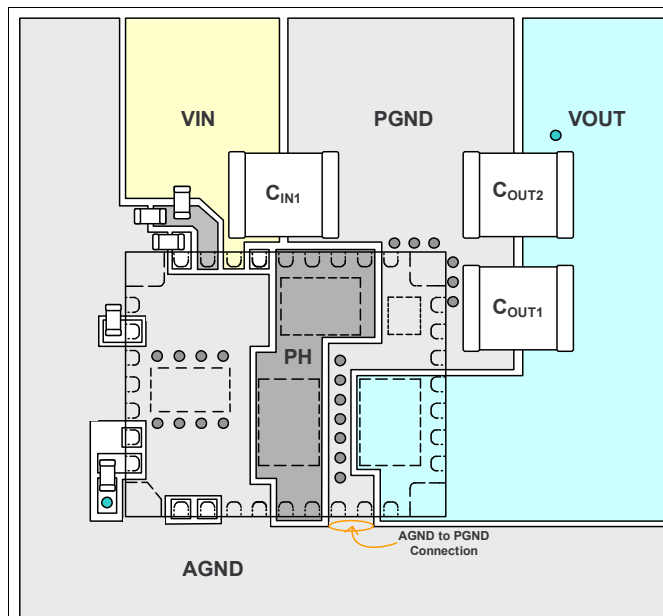 VIN
PGND
VOUT
CIN1
COUT2
COUT1
PH
AGND to PGND
Connection
AGND